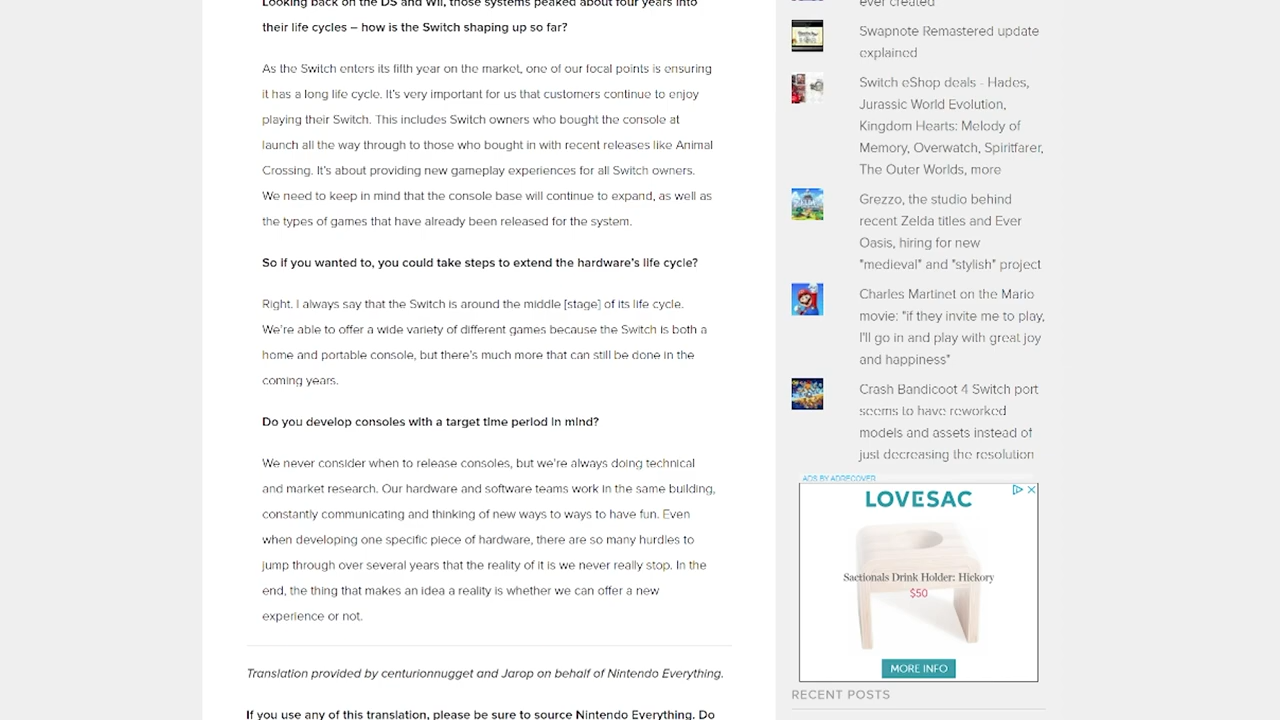 Looking back on the DS and Wii, those systems peaked about four years into
their life cycles – how is the Switch shaping up so far?
As the Switch enters its fifth year on the market, one of our focal points is ensuring
it has a long life cycle. It's very important for us that customers continue to enjoy
playing their Switch. This includes Switch owners who bought the console at
launch all the way through to those who bought in with recent releases like Animal
Crossing. It's about providing new gameplay experiences for all Switch owners.
We need to keep in mind that the console base will continue to expand, as well as
the types of games that have already been released for the system.
So if you wanted to, you could take steps to extend the hardware's life cycle?
Right. I always say that the Switch is around the middle [stage] of its life cycle.
We're able to offer a wide variety of different games because the Switch is both a
home and portable console, but there's much more that can still be done in the
coming years.
Do you develop consoles with a target time period in mind?
We never consider when to release consoles, but we're always doing technical
and market research. Our hardware and software teams work in the same building,
constantly communicating and thinking of new ways to ways to have fun. Even
when developing one specific piece of hardware, there are so many hurdles to
jump through over several years that the reality of it is we never really stop. In the
end, the thing that makes an idea a reality is whether we can offer a new
experience or not.
Translation provided by centurionnugget and Jarop on behalf of Nintendo Everything.
If you use any of this translation, please be sure to source Nintendo Everything. Do
ever created
Swapnote Remastered update
explained
Switch eShop deals - Hades,
Jurassic World Evolution,
Kingdom Hearts: Melody of
Memory, Overwatch, Spiritfarer,
The Outer Worlds, more
Grezzo, the studio behind
recent Zelda titles and Ever
Oasis, hiring for new
"medieval" and "stylish" project
Charles Martinet on the Mario
movie: "if they invite me to play,
I'll go in and play with great joy
and happiness"
Crash Bandicoot 4 Switch port
seems to have reworked
models and assets instead of
just decreasing the resolution
ADS BY ADRECOVER
LOVESAC
Sactionals Drink Holder: Hickory
$50
MORE INFO
RECENT POSTS